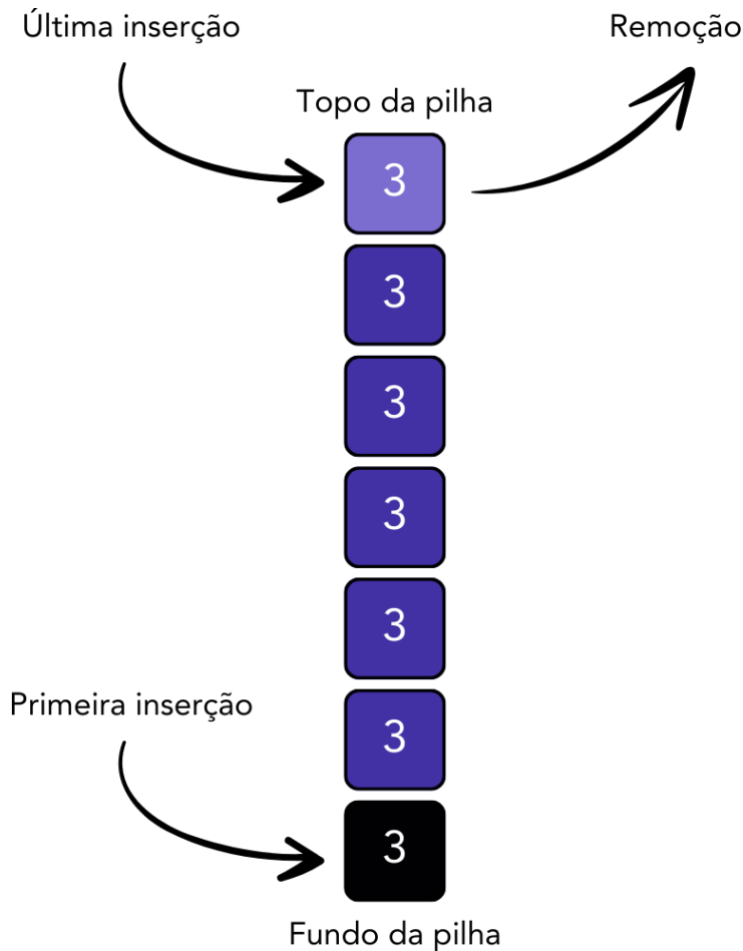 Última inserção
Remoção
Topo da pilha
3
3
3
3
3
3
Primeira inserção
3
Fundo da pilha